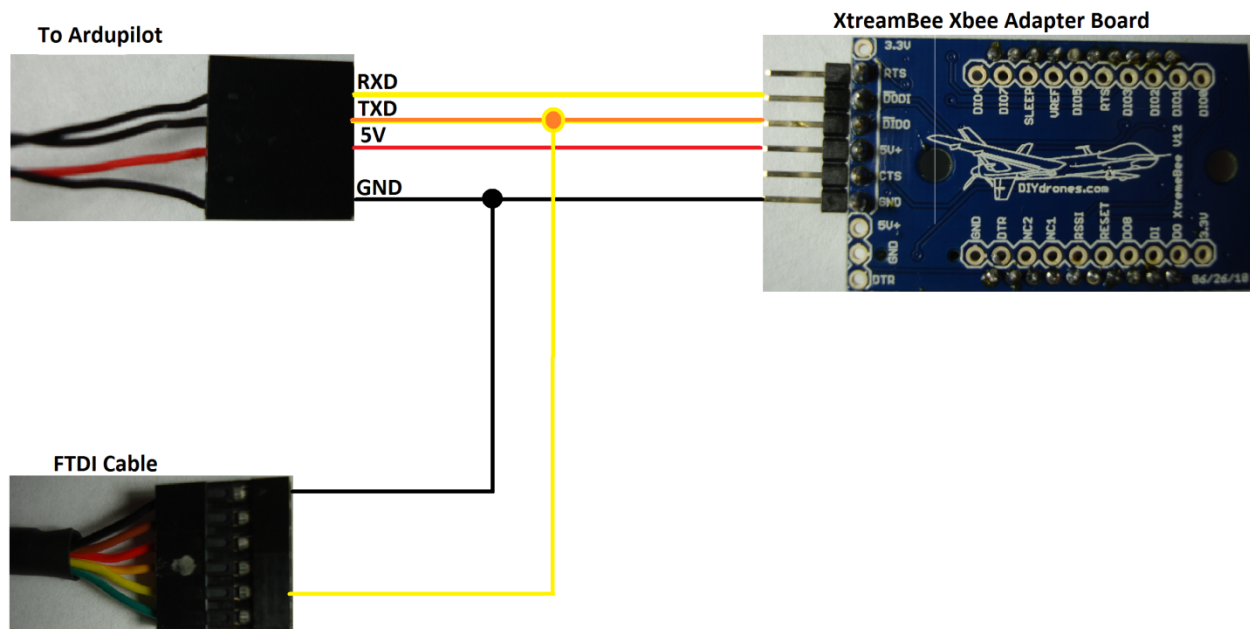 To Ardupilot
XtreamBee Xbee Adapter Board
RXD
TXD
5V
GND
3.3V
RTS
DODI
DIDO
5V+
CTS
GND
5V+
GND
DTR
DIO4
DIO7
SLEEP
VREF
DIO5
RTS
DIO3
DIO2
DIO1
DIO0
DIYdrones.com
XtreamBee V12
GND
DTR
NC2
NC1
RSSI
RESET
DO8
DI
DO
3.3V
06/26/10
FTDI Cable